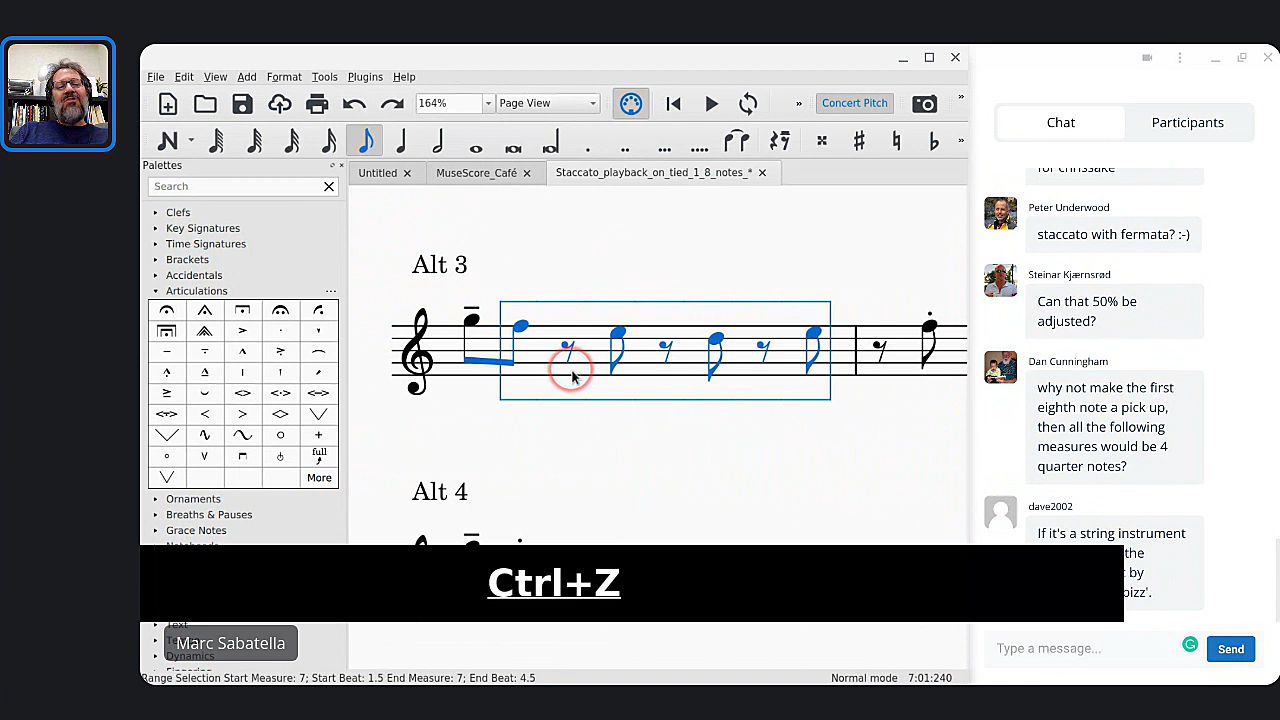 File Edit View Add Format Tools Plugins Help
164% Page View Concert Pitch
Palettes
Untitled MuseScore_Café Staccato_playback_on_tied_1_8_notes_*
Search
Clefs
Key Signatures
Time Signatures
Brackets
Accidentals
Articulations
full
More
Ornaments
Breaths & Pauses
Grace Notes
Text
Dynamics
Alt 3
Alt 4
Ctrl+Z
Marc Sabatella
Range Selection Start Measure: 7; Start Beat: 1.5 End Measure: 7; End Beat: 4.5
Normal mode 7:01:240
Chat Participants
for chrissake
Peter Underwood
staccato with fermata? :-)
Steinar Kjærnsrød
Can that 50% be
adjusted?
Dan Cunningham
why not make the first
eighth note a pick up,
then all the following
measures would be 4
quarter notes?
dave2002
If it's a string instrument
the
by
Type a message...
Send